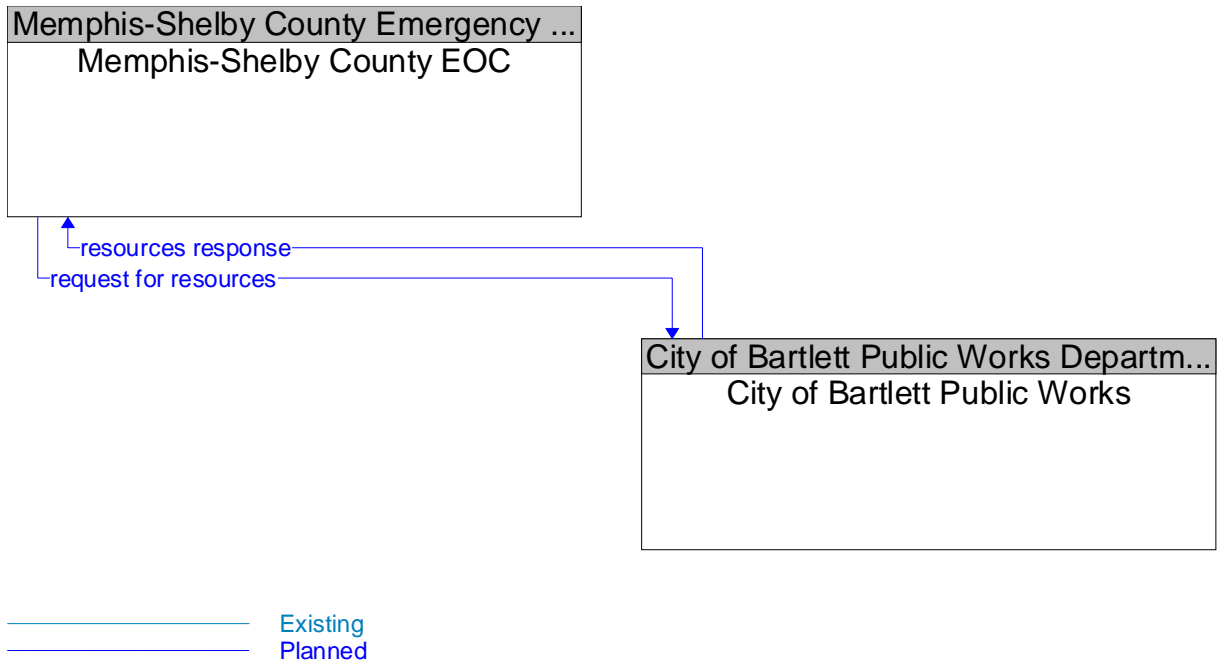 Memphis-Shelby County Emergency ...
Memphis-Shelby County EOC
resources response
request for resources
City of Bartlett Public Works Departm...
City of Bartlett Public Works
Existing
Planned